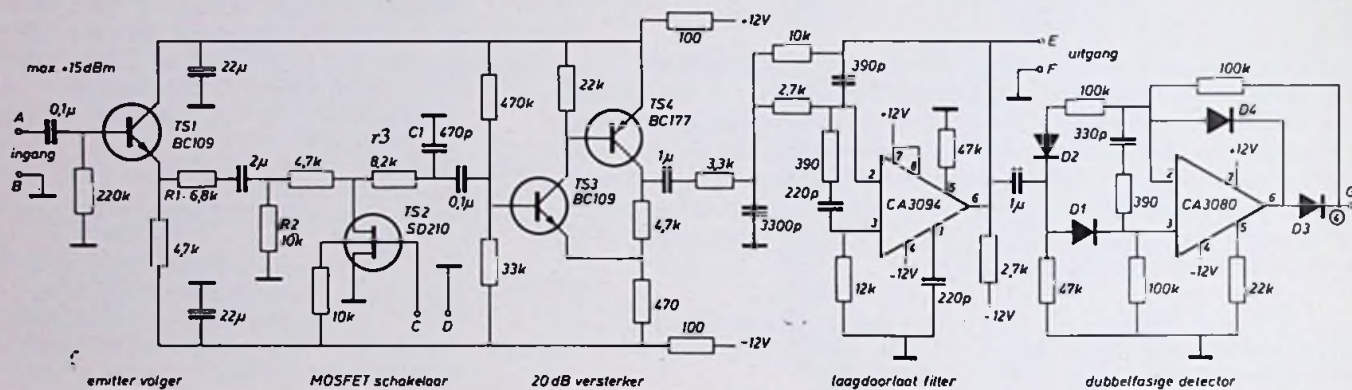 max +15dBm
A
0,1µ
ingang
B
220k
TS1
BC109
22µ
R1-6,8k
2µ
4,7k
22µ
R2
10k
4,7k
r3
8,2k
C1
470p
0,1µ
TS2
SD210
10k
C
D
470k
33k
22k
TS3
BC109
TS4
BC177
1µ
4,7k
470
100
+12V
100
-12V
3,3k
3300p
10k
2,7k
390p
390
220p
12k
+12V
7
8
2
3
CA3094
5
6
4
1
-12V
47k
220p
2,7k
-12V
E
uitgang
F
1µ
47k
D2
D1
100k
330p
390
100k
100k
D4
+12V
7
2
3
CA3080
6
5
4
-12V
22k
D3
G
emitter volger
MOSFET schakelaar
20 dB versterker
laagdoorlaat filter
dubbelfasige detector